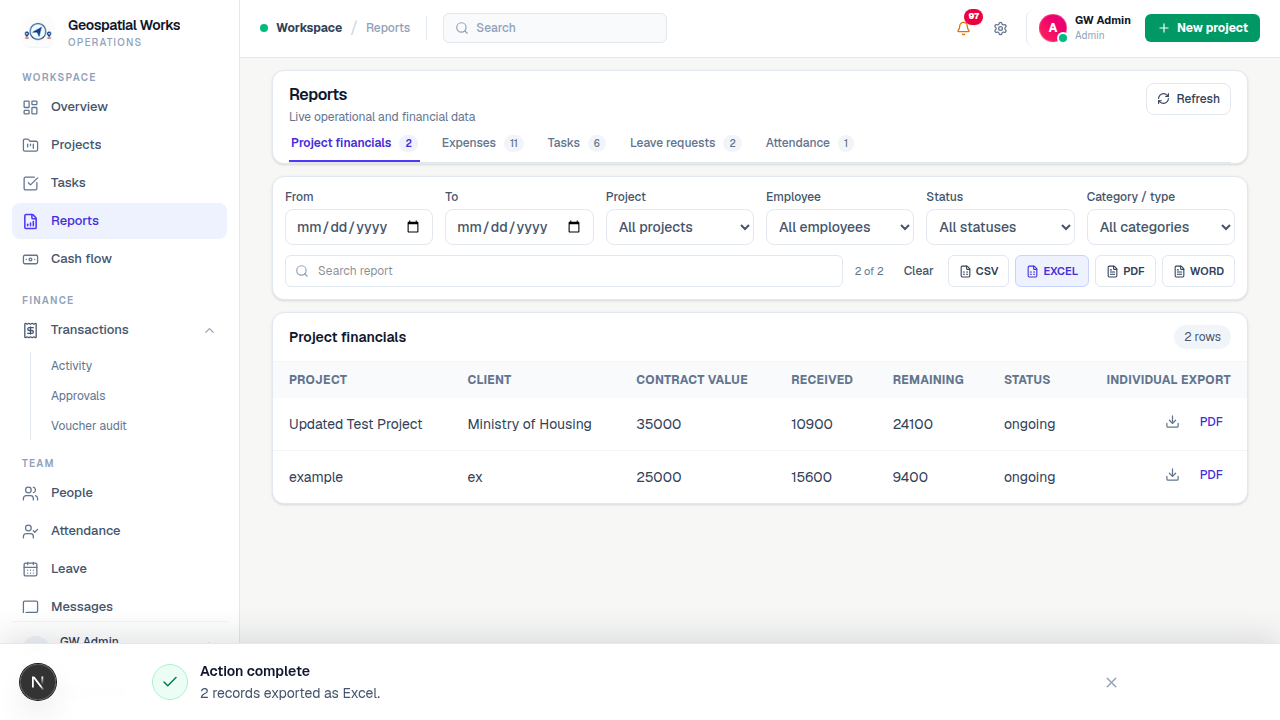 Geospatial Works
OPERATIONS
WORKSPACE
Overview
Projects
Tasks
Reports
Cash flow
FINANCE
Transactions
Activity
Approvals
Voucher audit
TEAM
People
Attendance
Leave
Messages
GW Admin
N
Workspace / Reports
Search
97
A
GW Admin
Admin
New project
Reports
Live operational and financial data
Refresh
Project financials 2 Expenses 11 Tasks 6 Leave requests 2 Attendance 1
From To Project Employee Status Category / type
mm/dd/yyyy mm/dd/yyyy All projects All employees All statuses All categories
Search report 2 of 2 Clear CSV EXCEL PDF WORD
Project financials 2 rows
PROJECT CLIENT CONTRACT VALUE RECEIVED REMAINING STATUS INDIVIDUAL EXPORT
Updated Test Project Ministry of Housing 35000 10900 24100 ongoing PDF
example ex 25000 15600 9400 ongoing PDF
Action complete
2 records exported as Excel.